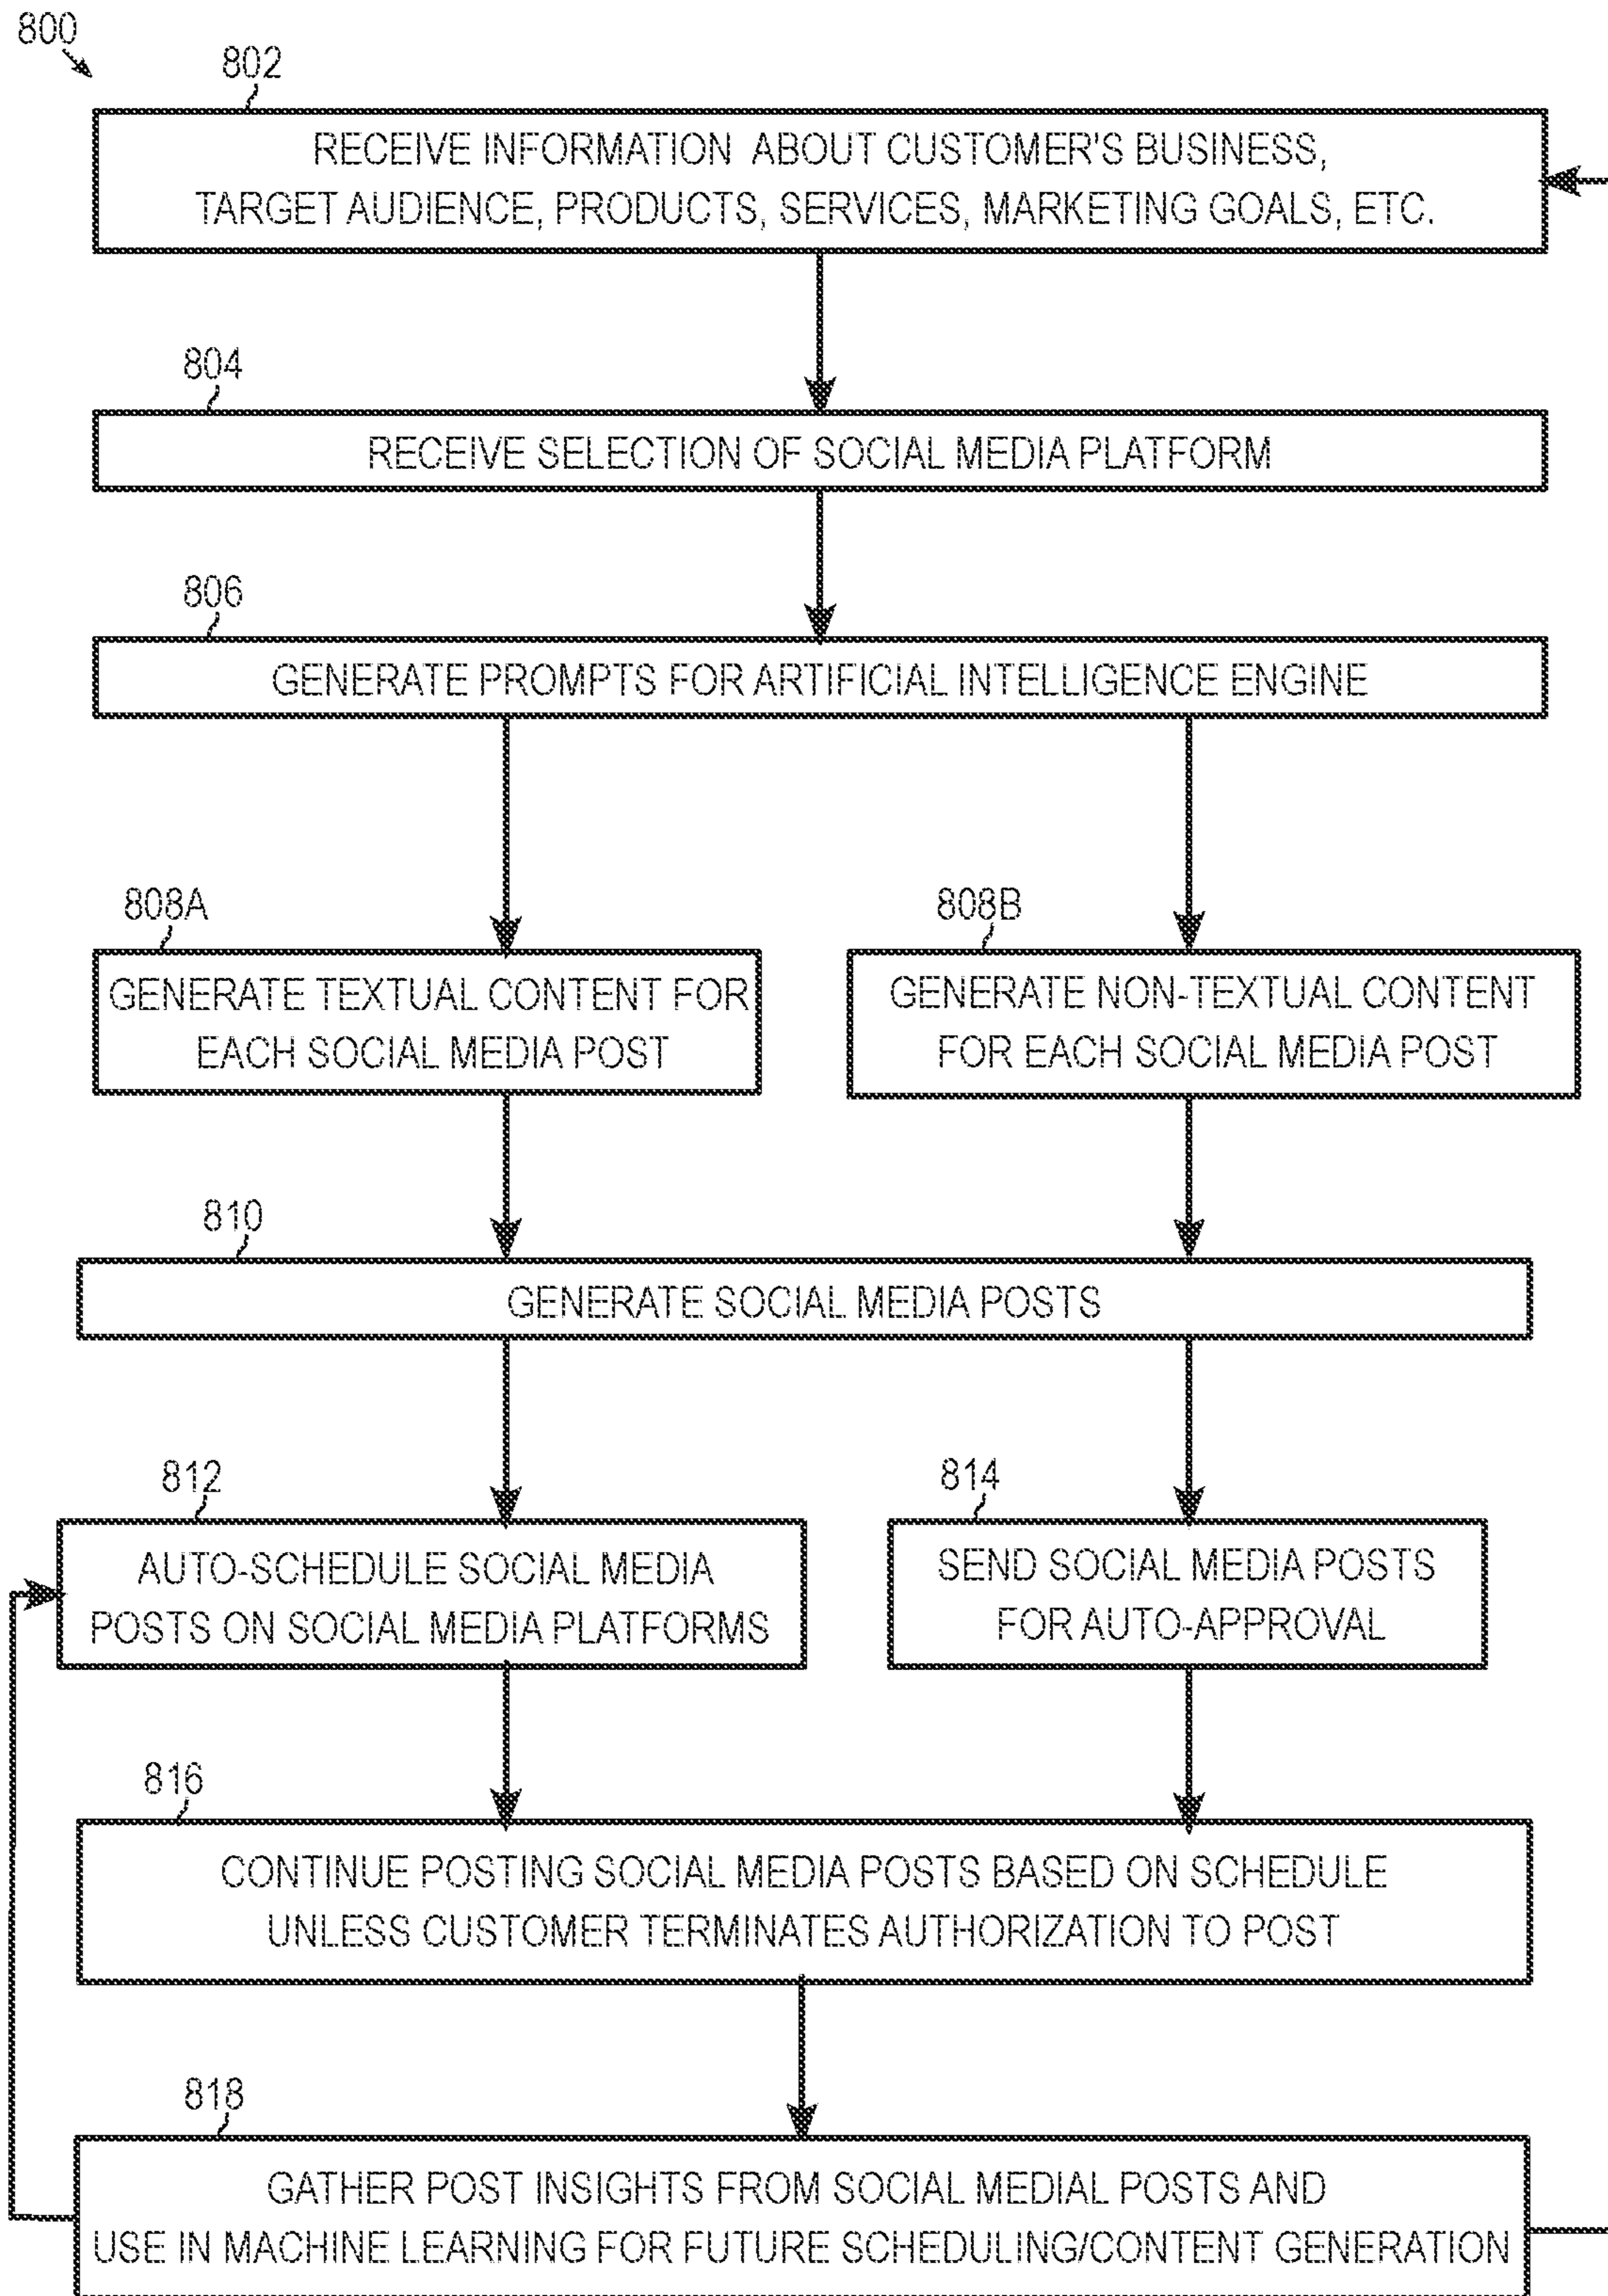 800
802
RECEIVE INFORMATION ABOUT CUSTOMER'S BUSINESS,
TARGET AUDIENCE, PRODUCTS, SERVICES, MARKETING GOALS, ETC.
804
RECEIVE SELECTION OF SOCIAL MEDIA PLATFORM
806
GENERATE PROMPTS FOR ARTIFICIAL INTELLIGENCE ENGINE
808A
GENERATE TEXTUAL CONTENT FOR
EACH SOCIAL MEDIA POST
808B
GENERATE NON-TEXTUAL CONTENT
FOR EACH SOCIAL MEDIA POST
810
GENERATE SOCIAL MEDIA POSTS
812
AUTO-SCHEDULE SOCIAL MEDIA
POSTS ON SOCIAL MEDIA PLATFORMS
814
SEND SOCIAL MEDIA POSTS
FOR AUTO-APPROVAL
816
CONTINUE POSTING SOCIAL MEDIA POSTS BASED ON SCHEDULE
UNLESS CUSTOMER TERMINATES AUTHORIZATION TO POST
818
GATHER POST INSIGHTS FROM SOCIAL MEDIAL POSTS AND
USE IN MACHINE LEARNING FOR FUTURE SCHEDULING/CONTENT GENERATION